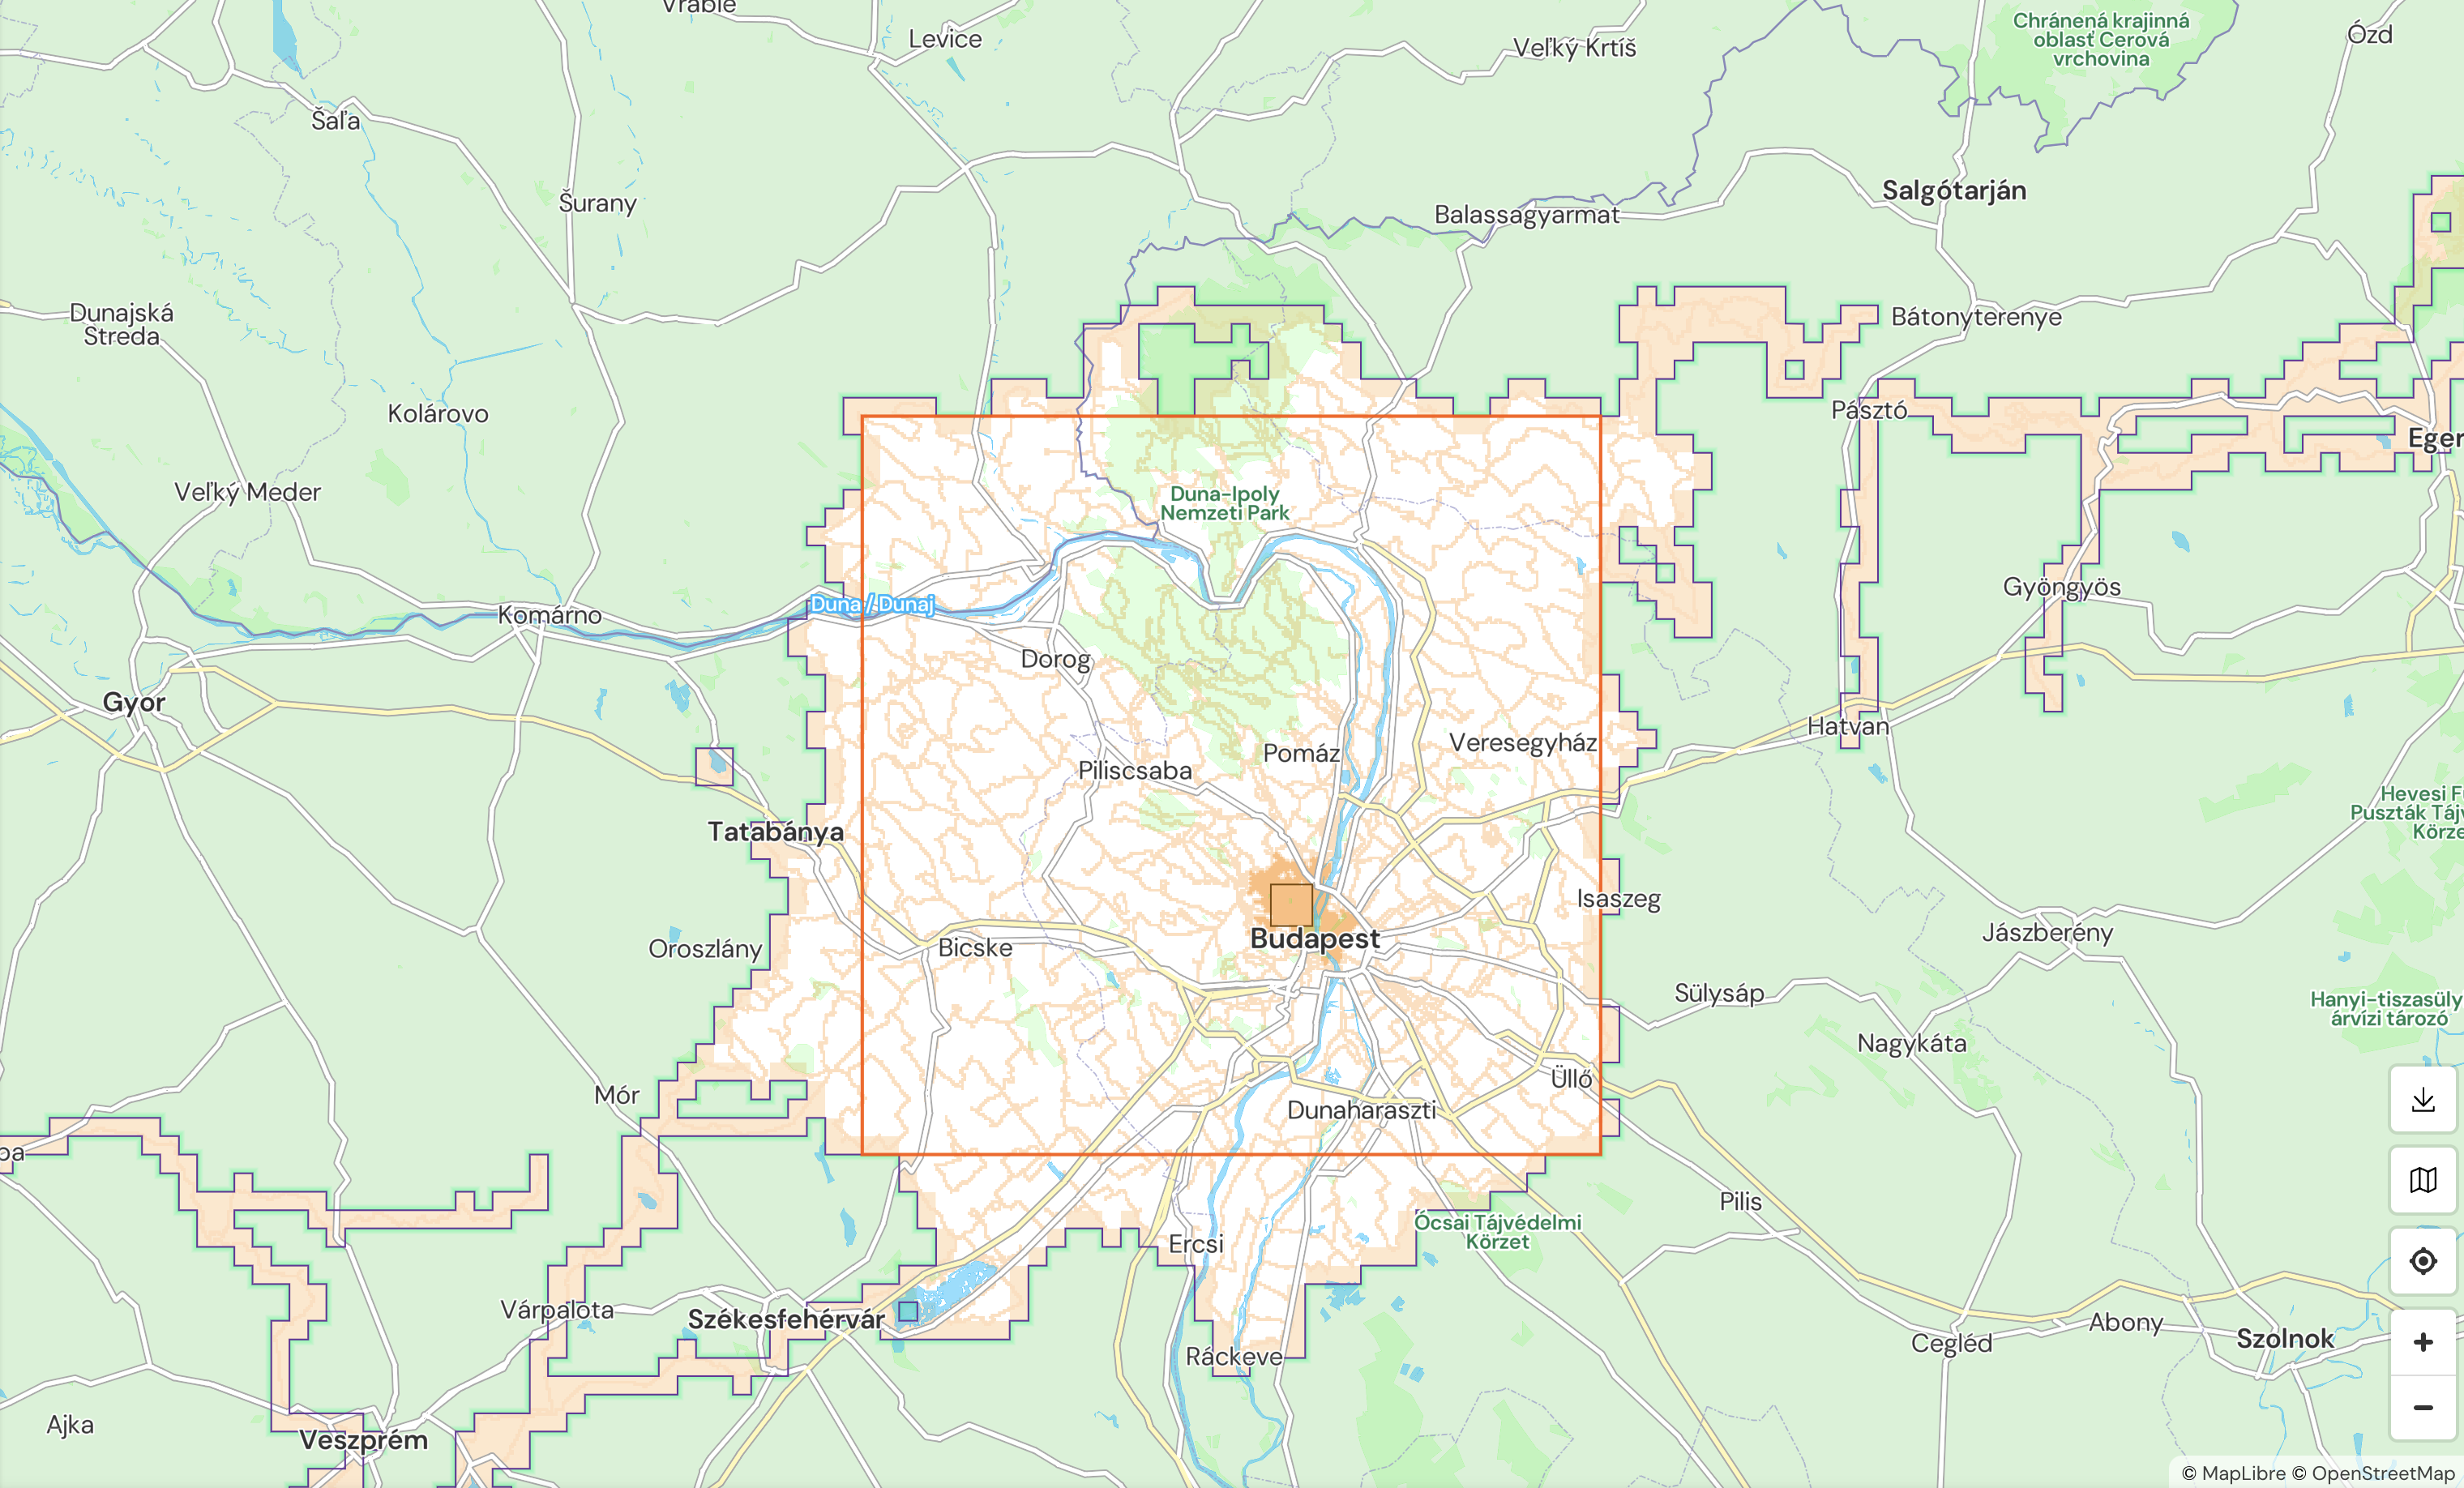 Vráble
Levice
Veľký Krtíš
Chránená krajinná
oblasť Cerová
vrchovina
Ózd
Šaľa
Šurany
Salgótarján
Balassagyarmat
Dunajská
Streda
Bátonyterenye
Kolárovo
Pásztó
Eger
Veľký Meder
Duna-Ipoly
Nemzeti Park
Gyöngyös
Komárno
Duna / Dunaj
Dorog
Gyor
Hatvan
Pomáz
Veresegyház
Piliscsaba
Hevesi F
Puszták Táj
Körze
Tatabánya
Isaszeg
Oroszlány
Bicske
Budapest
Jászberény
Sülysáp
Hanyi-tiszasüly
árvízi tározó
Nagykáta
Mór
Üllő
Dunaharaszti
ba
Pilis
Ócsai Tájvédelmi
Körzet
Ercsi
Várpalota
Székesfehérvár
Abony
Cegléd
Szolnok
Ráckeve
Ajka
Veszprém
© MapLibre © OpenStreetMap